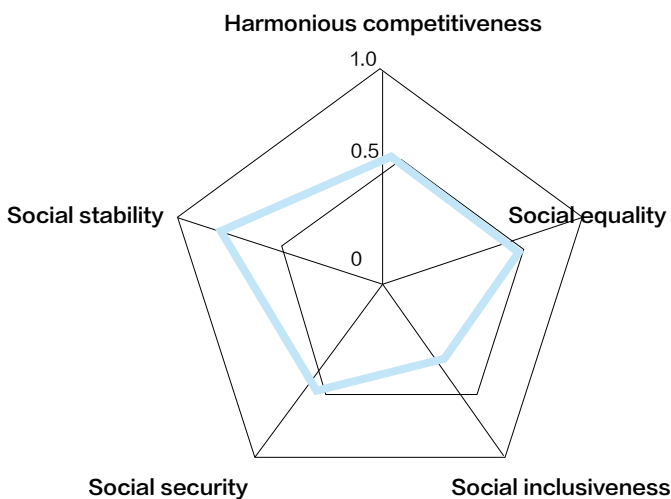 Harmonious competitiveness
1.0
0.5
Social stability
Social equality
0
Social security
Social inclusiveness